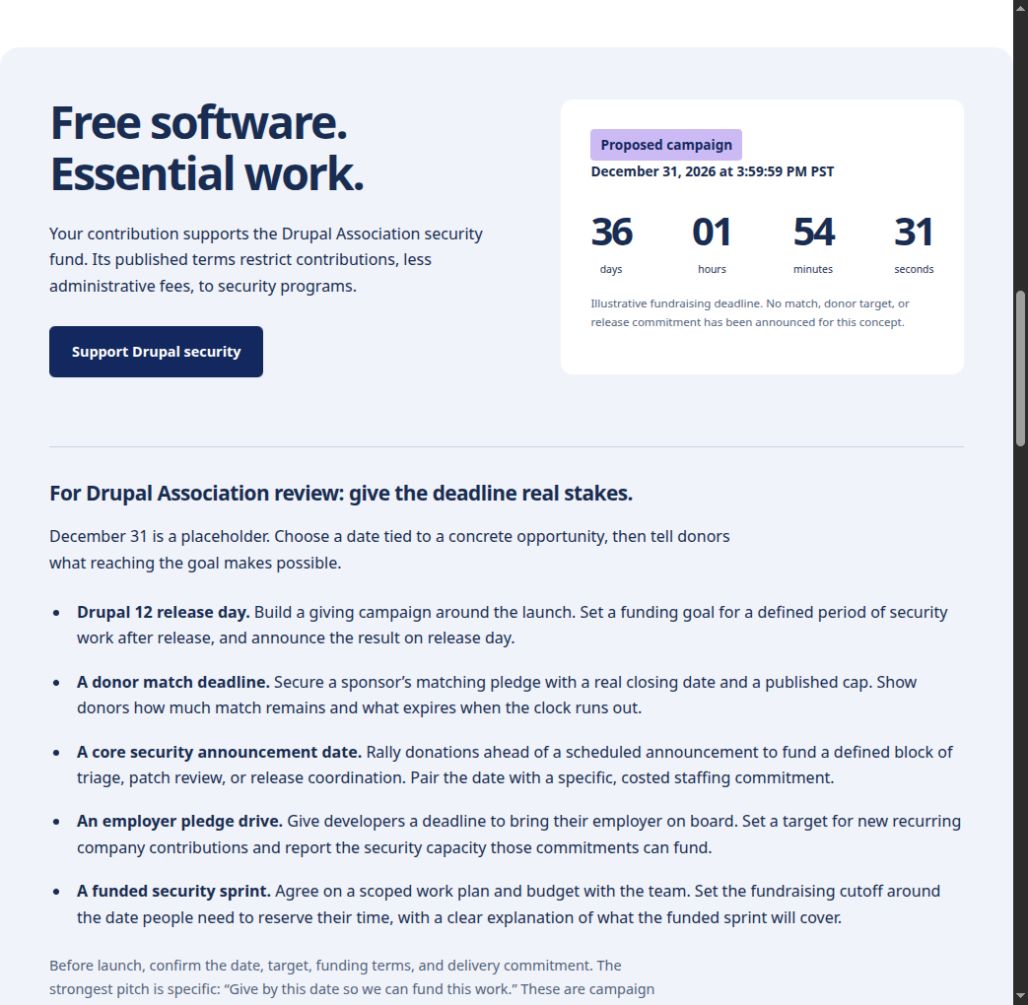 Free software.
Essential work.
Your contribution supports the Drupal Association security
fund. Its published terms restrict contributions, less
administrative fees, to security programs.
Support Drupal security
Proposed campaign
December 31, 2026 at 3:59:59 PM PST
36 01 54 31
days hours minutes seconds
Illustrative fundraising deadline. No match, donor target, or
release commitment has been announced for this concept.
For Drupal Association review: give the deadline real stakes.
December 31 is a placeholder. Choose a date tied to a concrete opportunity, then tell donors
what reaching the goal makes possible.
• Drupal 12 release day. Build a giving campaign around the launch. Set a funding goal for a defined period of security
work after release, and announce the result on release day.
• A donor match deadline. Secure a sponsor’s matching pledge with a real closing date and a published cap. Show
donors how much match remains and what expires when the clock runs out.
• A core security announcement date. Rally donations ahead of a scheduled announcement to fund a defined block of
triage, patch review, or release coordination. Pair the date with a specific, costed staffing commitment.
• An employer pledge drive. Give developers a deadline to bring their employer on board. Set a target for new recurring
company contributions and report the security capacity those commitments can fund.
• A funded security sprint. Agree on a scoped work plan and budget with the team. Set the fundraising cutoff around
the date people need to reserve their time, with a clear explanation of what the funded sprint will cover.
Before launch, confirm the date, target, funding terms, and delivery commitment. The
strongest pitch is specific: “Give by this date so we can fund this work.” These are campaign